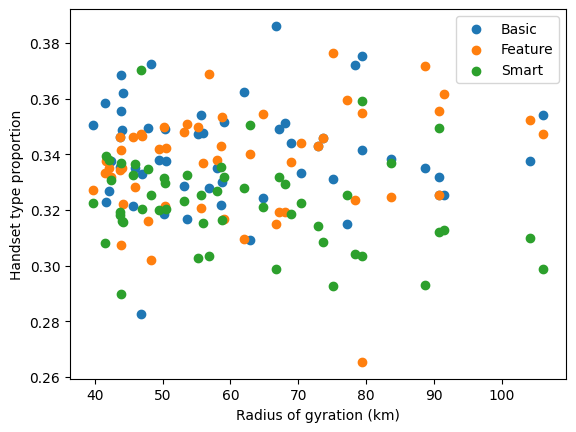 Basic
Feature
Smart
0.38
0.36
0.34
0.32
0.30
0.28
0.26
Handset type proportion
40 50 60 70 80 90 100
Radius of gyration (km)